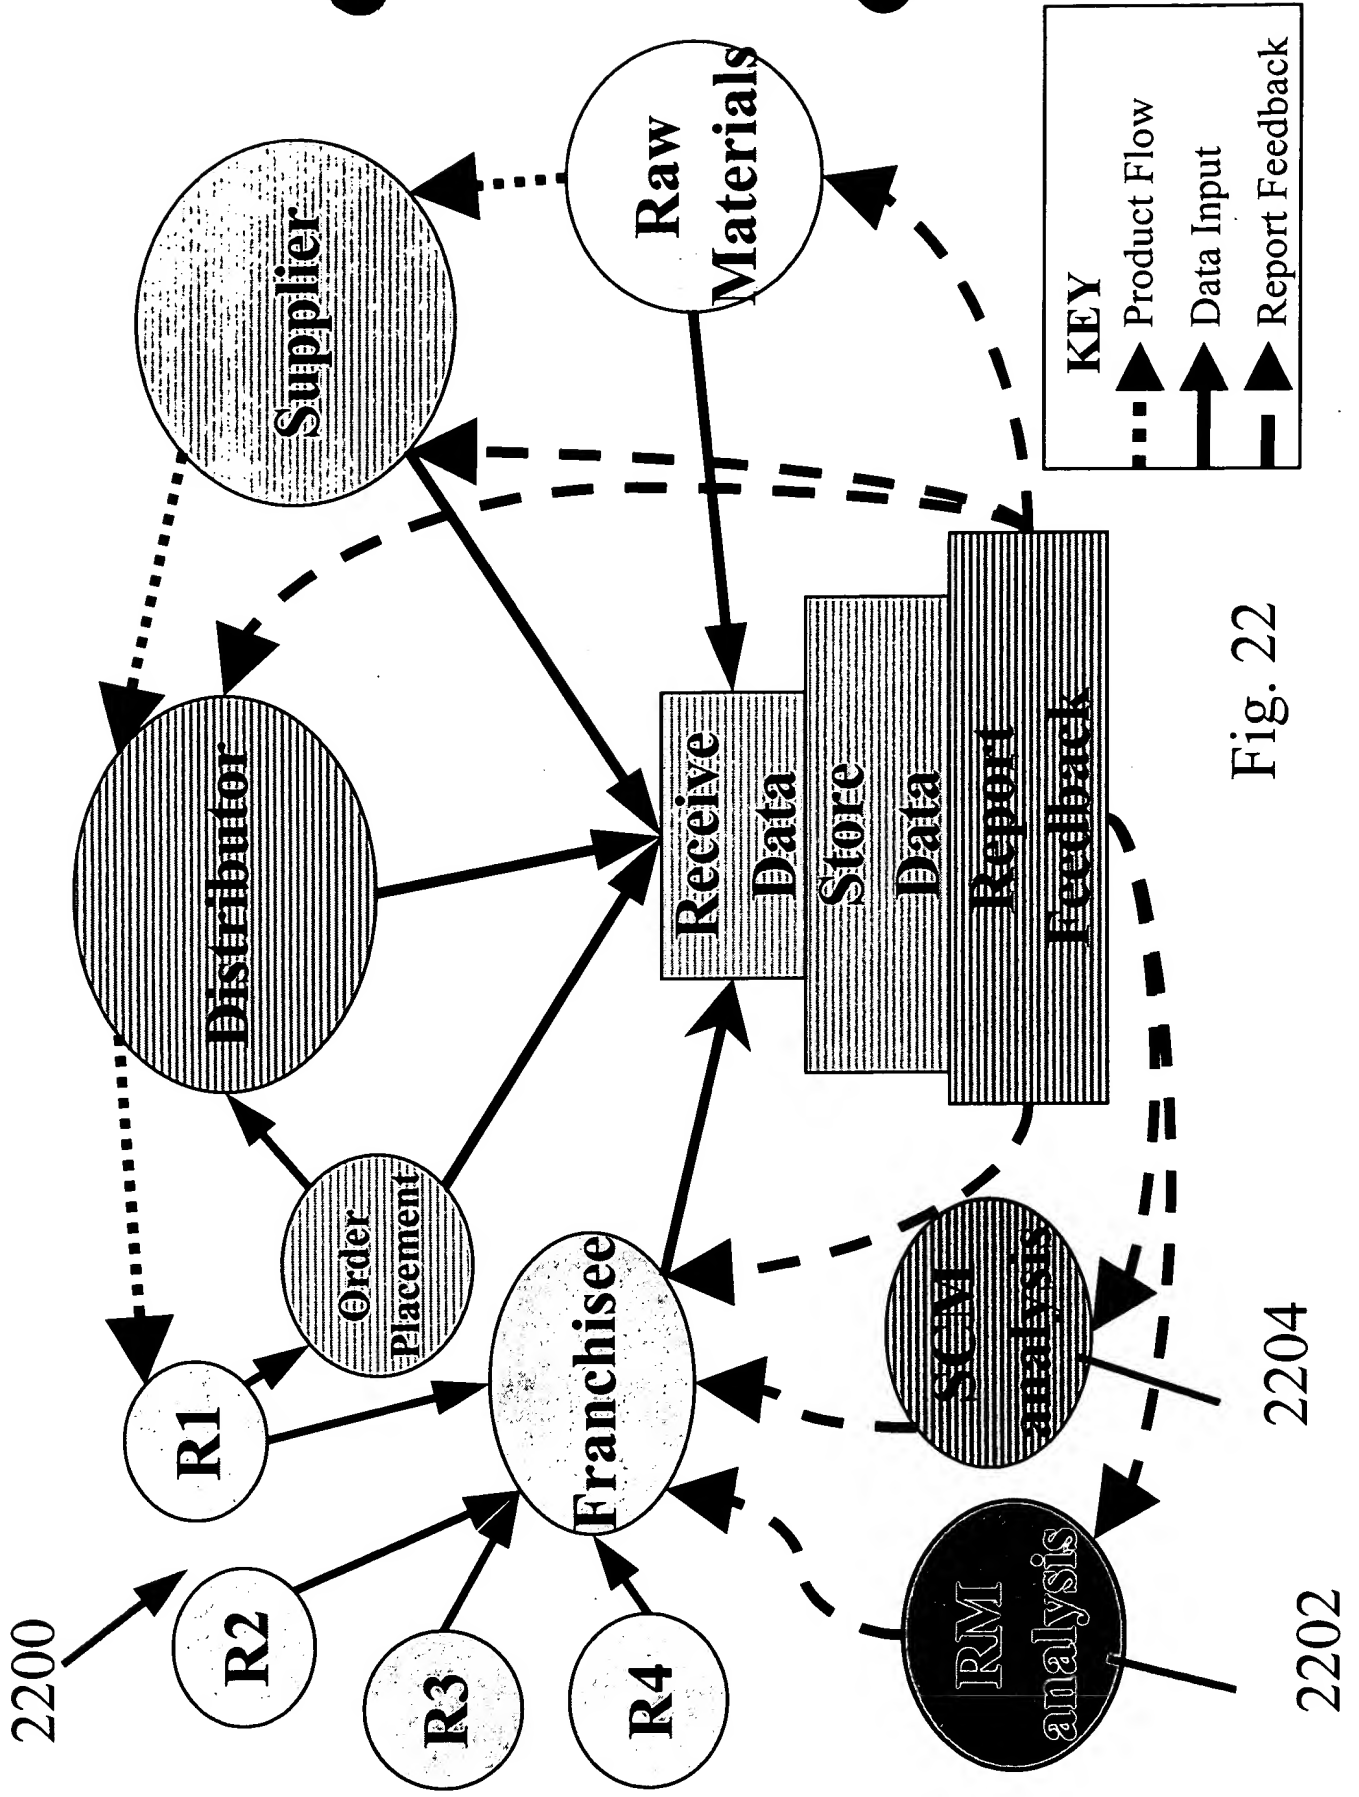 2200
R1
R2
R3
R4
Order
Placement
Distributor
Supplier
Franchisee
Raw
Materials
Receive
Data
Store
Data
Report
Feedback
RM
analysis
SCM
analysis
2202
2204
KEY
Product Flow
Data Input
Report Feedback
Fig. 22